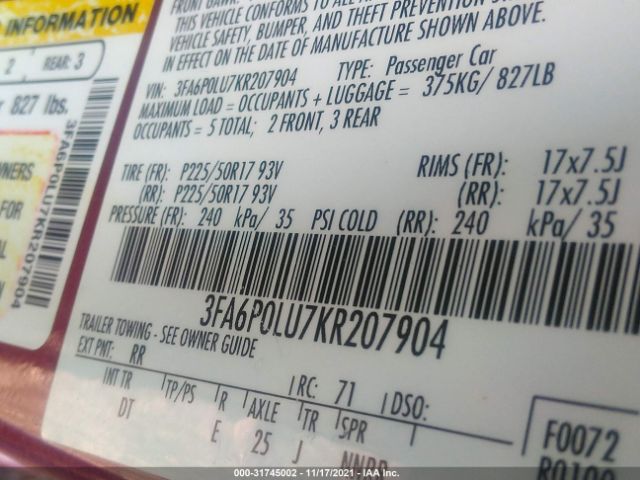 INFORMATION
2 REAR: 3
827 lbs.
OWNERS
FOR
3FA6P0LU7KR207904
THIS VEHICLE CONFORMS TO ALL
VEHICLE SAFETY, BUMPER, AND THEFT PREVENTION
IN EFFECT ON THE DATE OF MANUFACTURE SHOWN ABOVE.
VIN: 3FA6P0LU7KR207904 TYPE: Passenger Car
MAXIMUM LOAD = OCCUPANTS + LUGGAGE = 375KG/ 827LB
OCCUPANTS = 5 TOTAL; 2 FRONT, 3 REAR
TIRE (FR): P225/50R17 93V RIMS (FR): 17x7.5J
(RR): P225/50R17 93V (RR): 17x7.5J
PRESSURE (FR): 240 kPa/ 35 PSI COLD (RR): 240 kPa/ 35
3FA6P0LU7KR207904
TRAILER TOWING - SEE OWNER GUIDE
EXT PNT: RR RC: 71 DSO:
INT TR TP/PS R AXLE TR SPR
DT E 25 J
F0072
000-31745002 - 11/17/2021 - IAAI